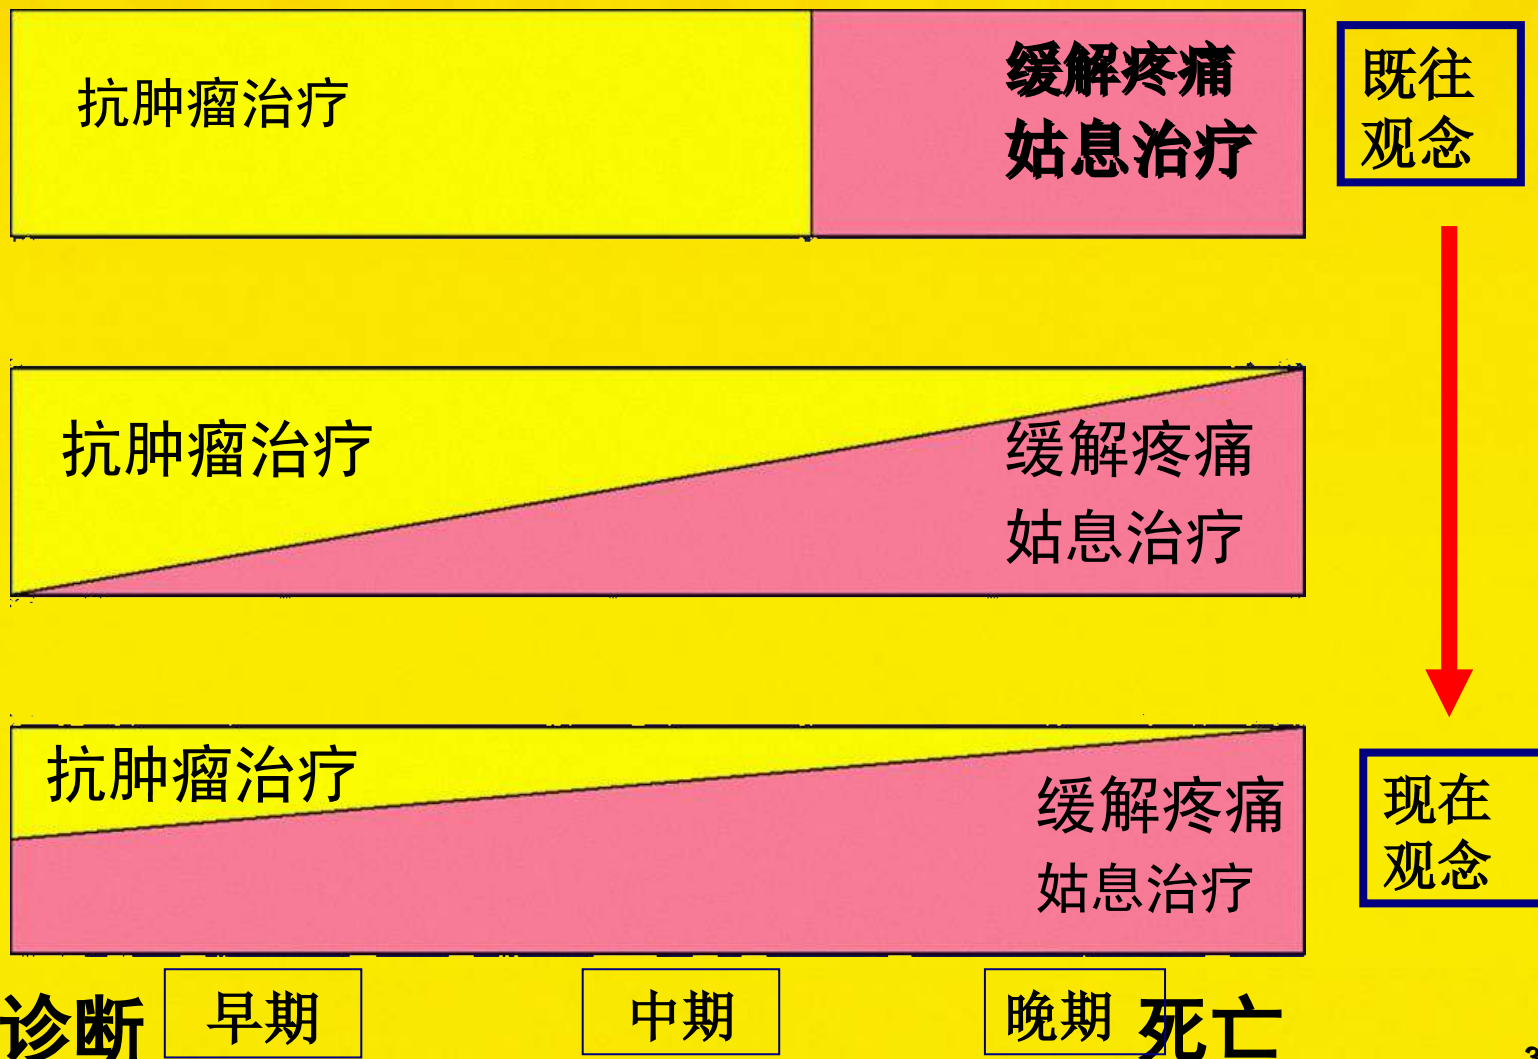 抗肿瘤治疗
缓解疼痛
姑息治疗
既往
观念
抗肿瘤治疗
缓解疼痛
姑息治疗
抗肿瘤治疗
缓解疼痛
姑息治疗
现在
观念
诊断 早期 中期 晚期 死亡